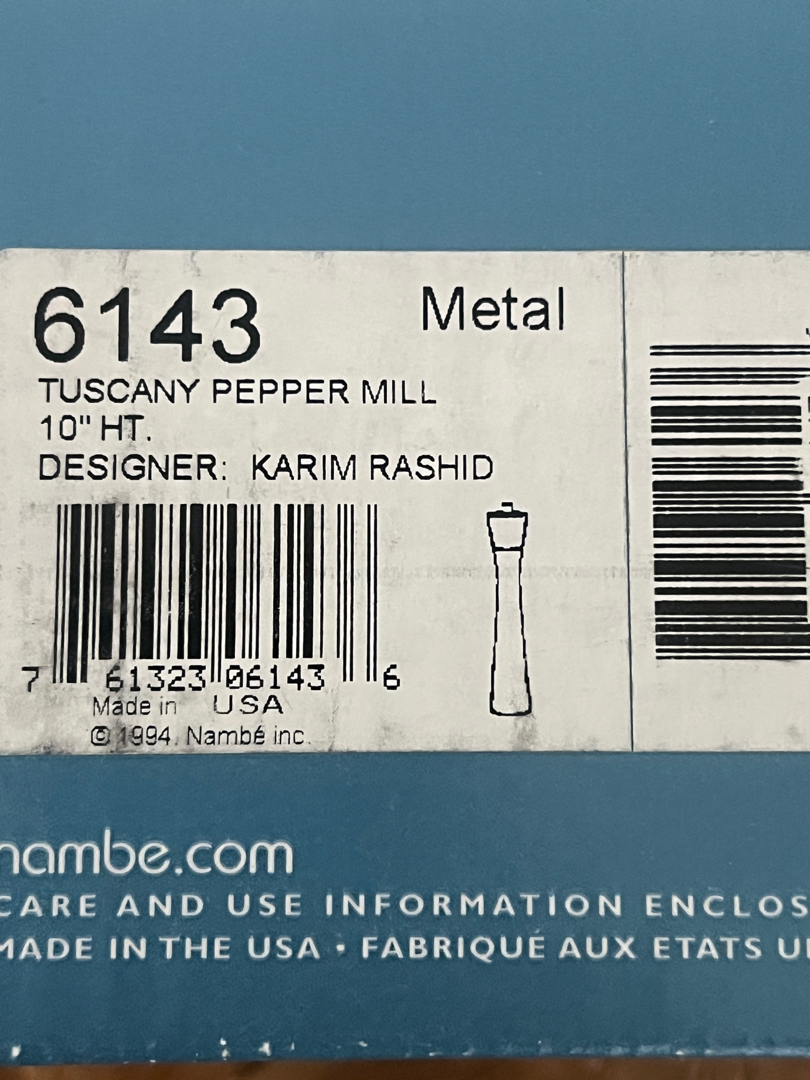 6143
Metal
TUSCANY PEPPER MILL
10" HT.
DESIGNER: KARIM RASHID
7 61323 06143 6
Made in USA
© 1994 Nambé inc.
nambe.com
CARE AND USE INFORMATION
MADE IN THE USA • FABRIQUÉ AUX ETATS